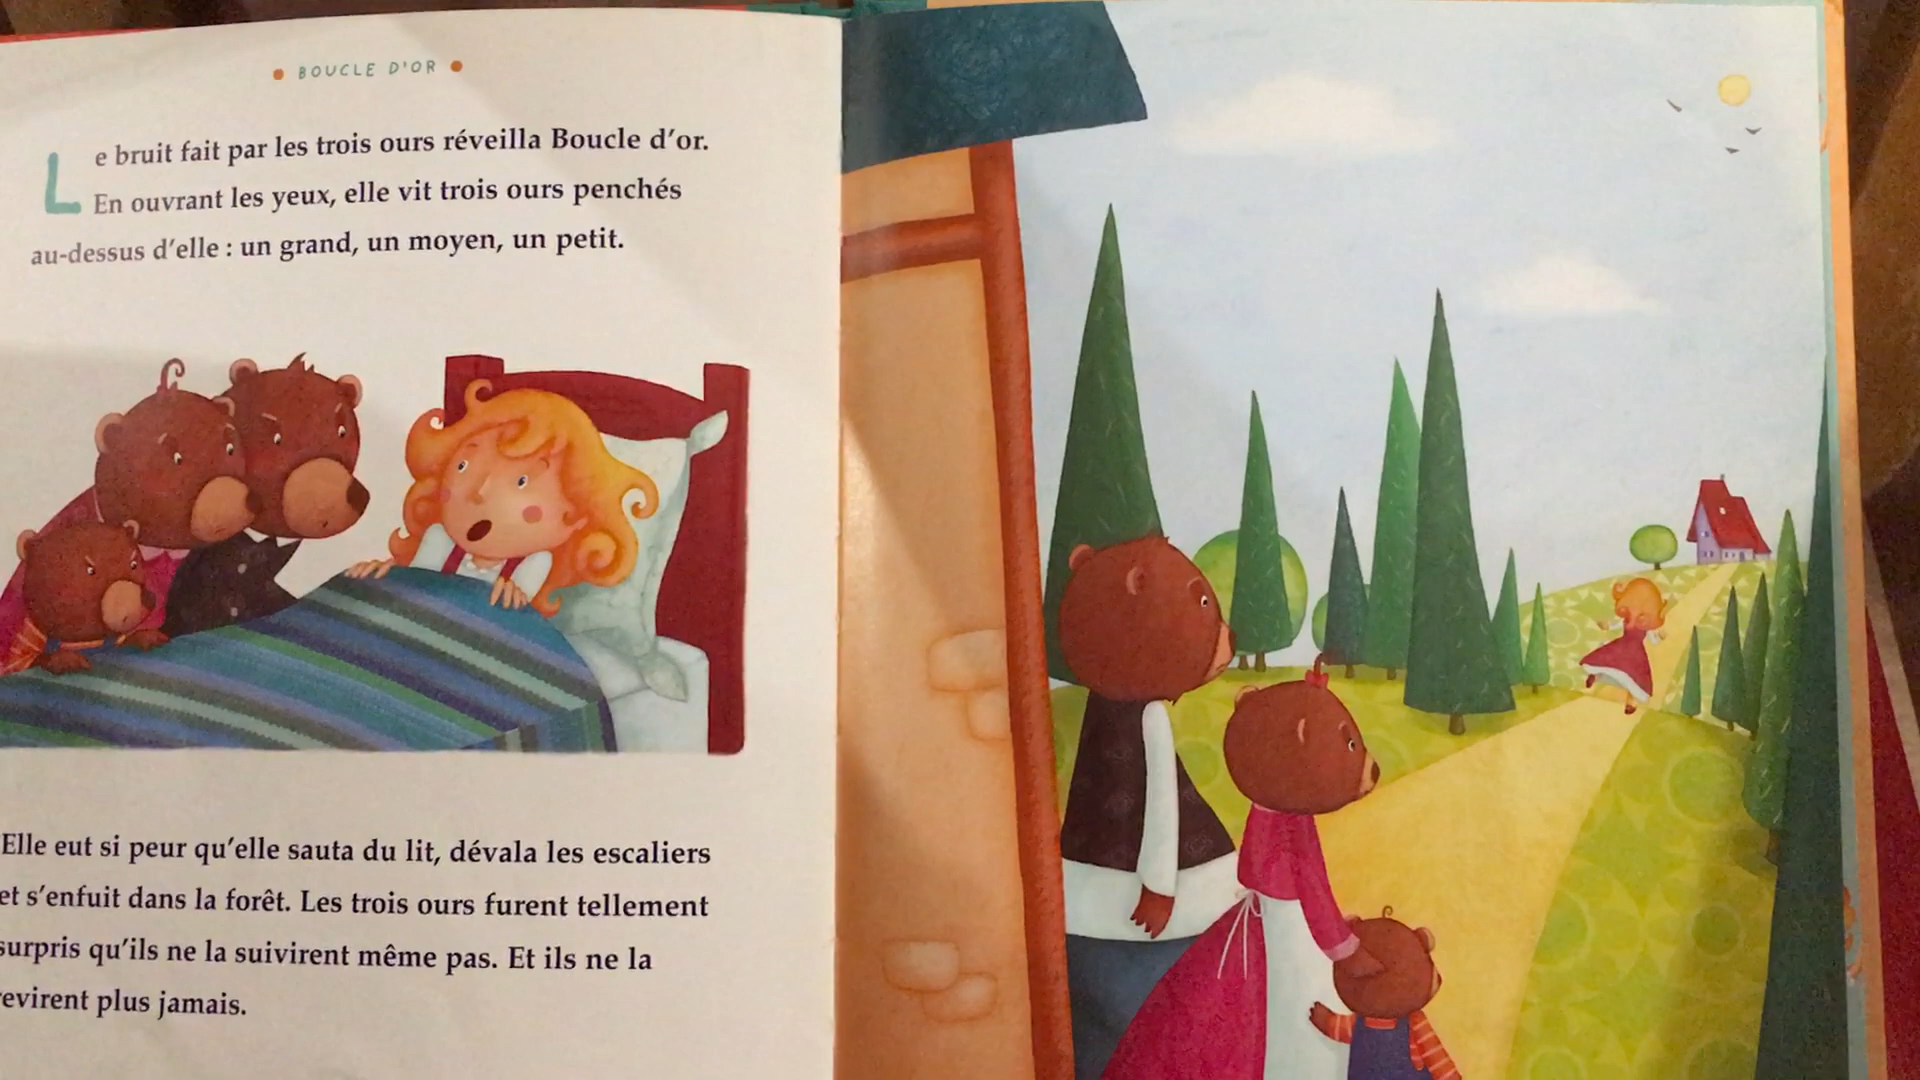 BOUCLE D'OR
Le bruit fait par les trois ours réveilla Boucle d'or.
En ouvrant les yeux, elle vit trois ours penchés
au-dessus d'elle : un grand, un moyen, un petit.
Elle eut si peur qu'elle sauta du lit, dévala les escaliers
et s'enfuit dans la forêt. Les trois ours furent tellement
surpris qu'ils ne la suivirent même pas. Et ils ne la
revirent plus jamais.